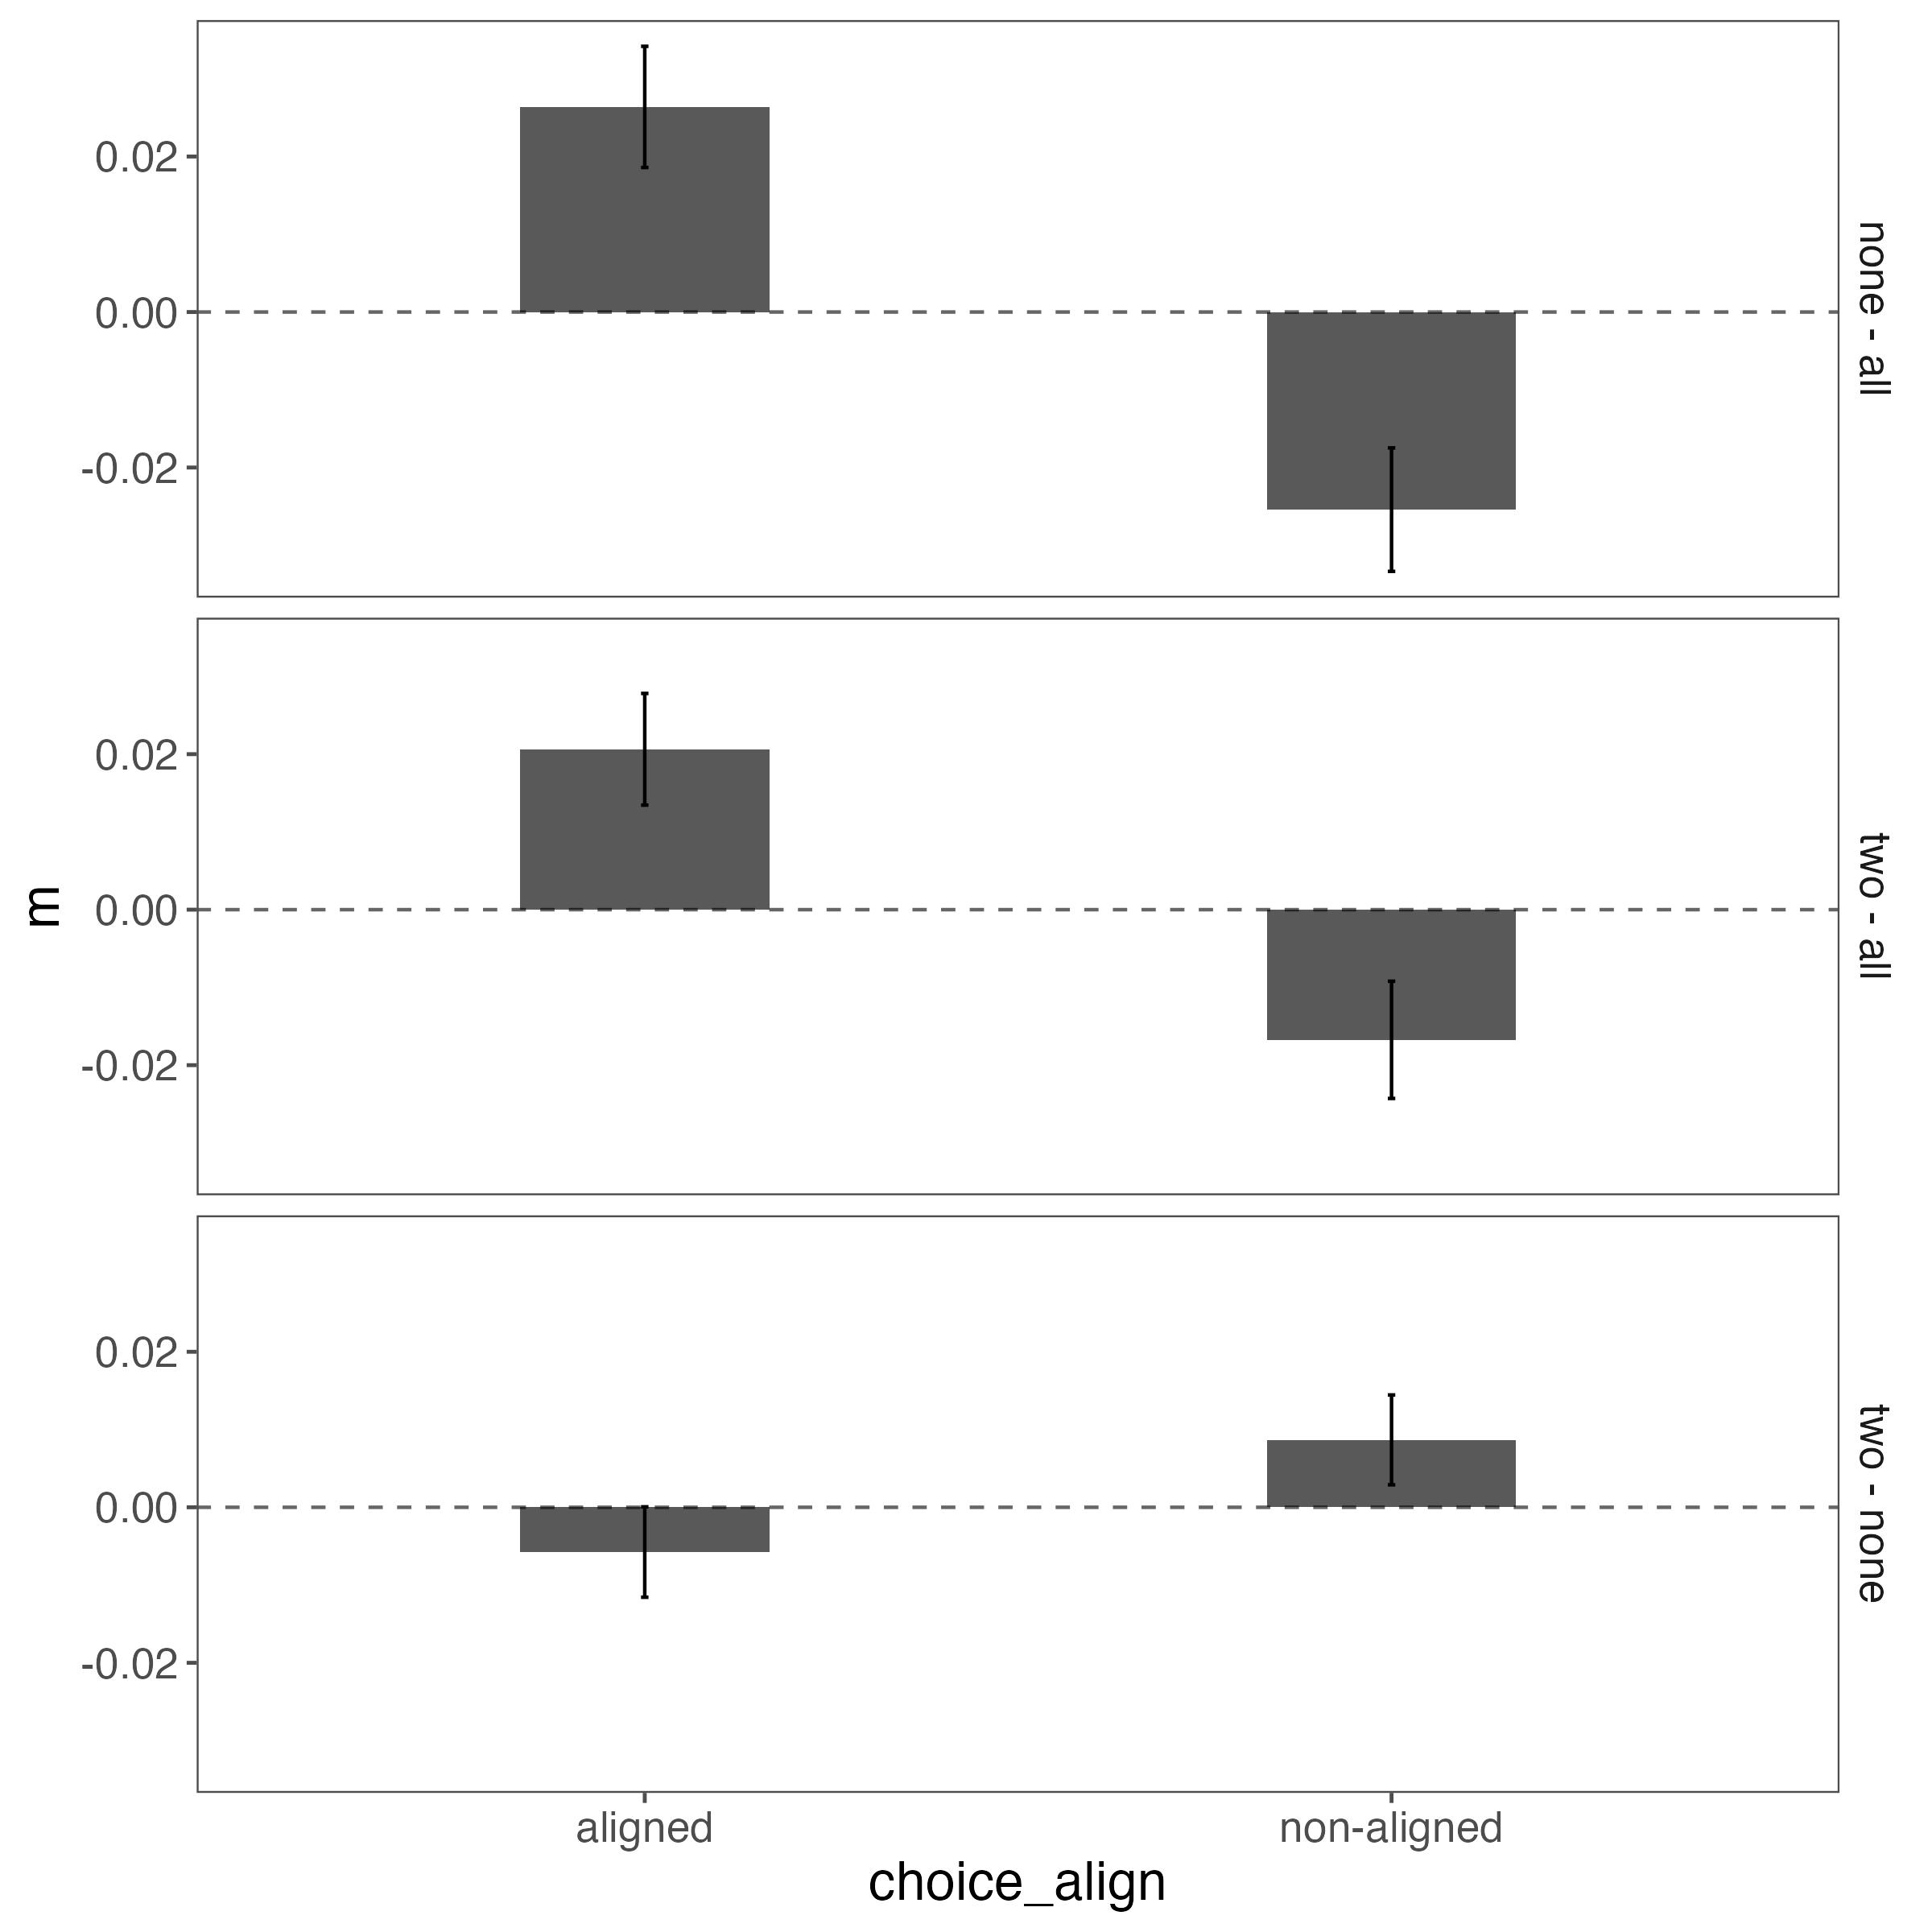 0.02
0.00
-0.02
none - all
0.02
0.00
-0.02
two - all
m
0.02
0.00
-0.02
two - none
aligned
non-aligned
choice_align